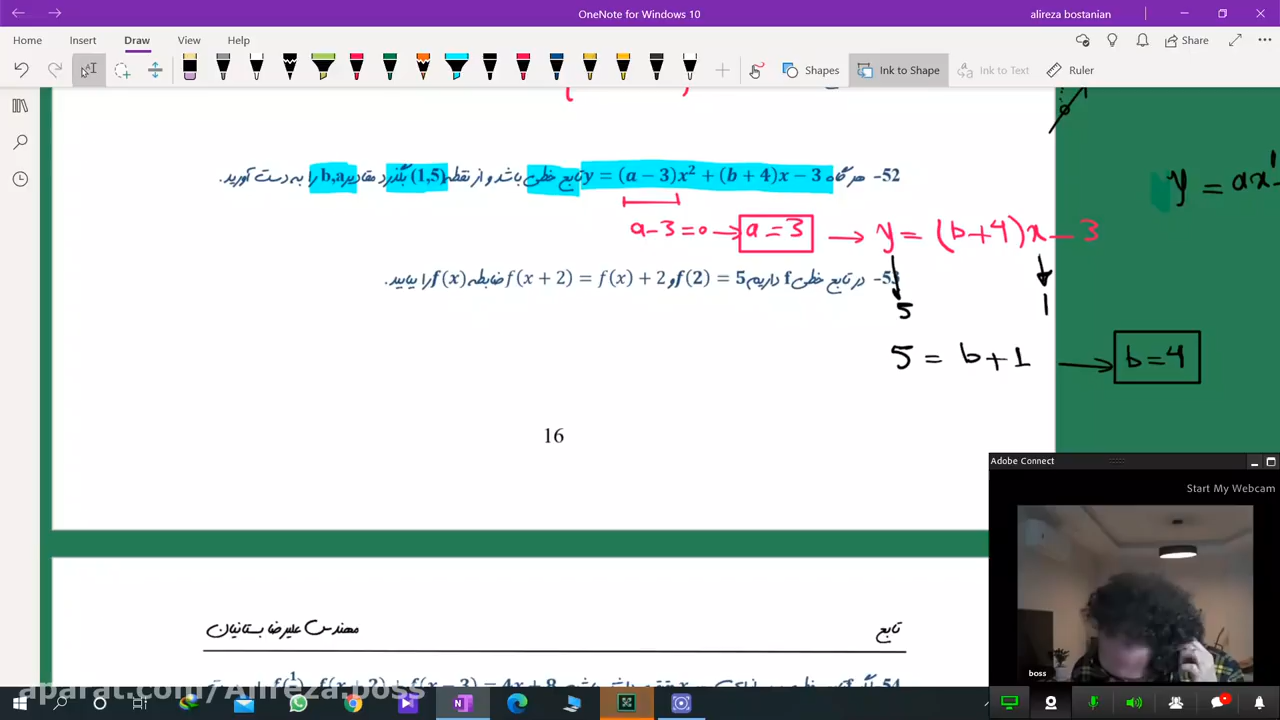 OneNote for Windows 10
alireza bostanian
Home Insert Draw View Help
Share
Shapes Ink to Shape Ink to Text Ruler
52- هرگاه y = (a − 3)x² + (b + 4)x − 3 تابع خطی باشد و از نقطه (1,5) بگذرد مقادیر b,a را به دست آورید.
a-3=0 → a=3 → y = (b+4)x - 3
y = ax
53- در تابع خطی f داریم f(2) = 5 و f(x + 2) = f(x) + 2 ضابطه f(x) را بیابید.
5 1
5 = b+1 → b=4
16
Adobe Connect
Start My Webcam
boss
تابع
مهندس علیرضا بستانیان
aparat.com/Alireza.boss